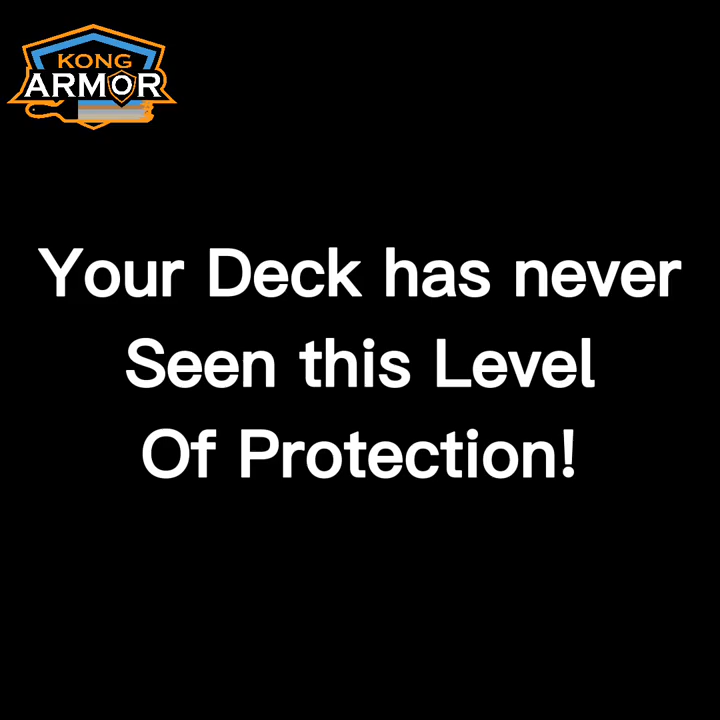 KONG
ARMOR
Your Deck has never
Seen this Level
Of Protection!